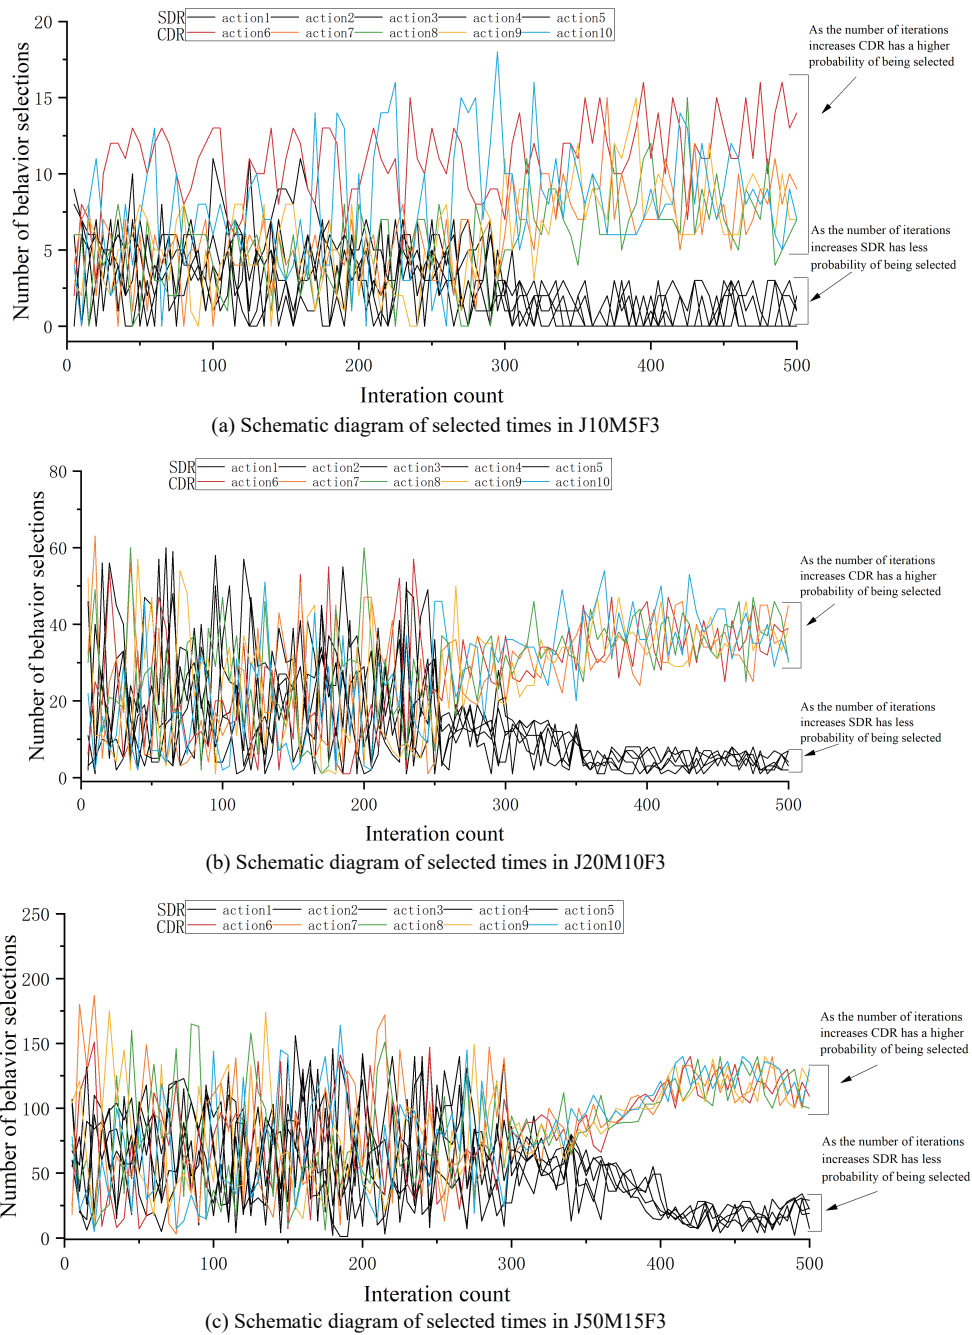 SDR action1 action2 action3 action4 action5
CDR action6 action7 action8 action9 action10
Number of behavior selections
20
15
10
5
0
0 100 200 300 400 500
Interation count
As the number of iterations
increases CDR has a higher
probability of being selected
As the number of iterations
increases SDR has less
probability of being selected
(a) Schematic diagram of selected times in J10M5F3
SDR action1 action2 action3 action4 action5
CDR action6 action7 action8 action9 action10
Number of behavior selections
80
60
40
20
0
0 100 200 300 400 500
Interation count
As the number of iterations
increases CDR has a higher
probability of being selected
As the number of iterations
increases SDR has less
probability of being selected
(b) Schematic diagram of selected times in J20M10F3
SDR action1 action2 action3 action4 action5
CDR action6 action7 action8 action9 action10
Number of behavior selections
250
200
150
100
50
0
0 100 200 300 400 500
Interation count
As the number of iterations
increases CDR has a higher
probability of being selected
As the number of iterations
increases SDR has less
probability of being selected
(c) Schematic diagram of selected times in J50M15F3